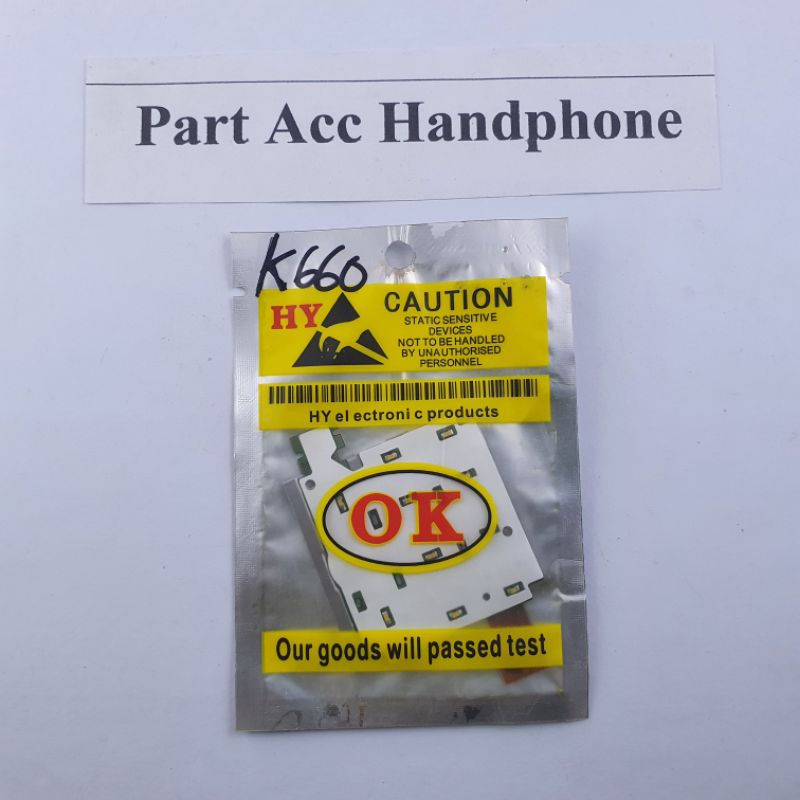 Part Acc Handphone
K660
HY
CAUTION
STATIC SENSITIVE
DEVICES
NOT TO BE HANDLED
BY UNAUTHORISED
PERSONNEL
HY el ectroni c products
OK
Our goods will passed test